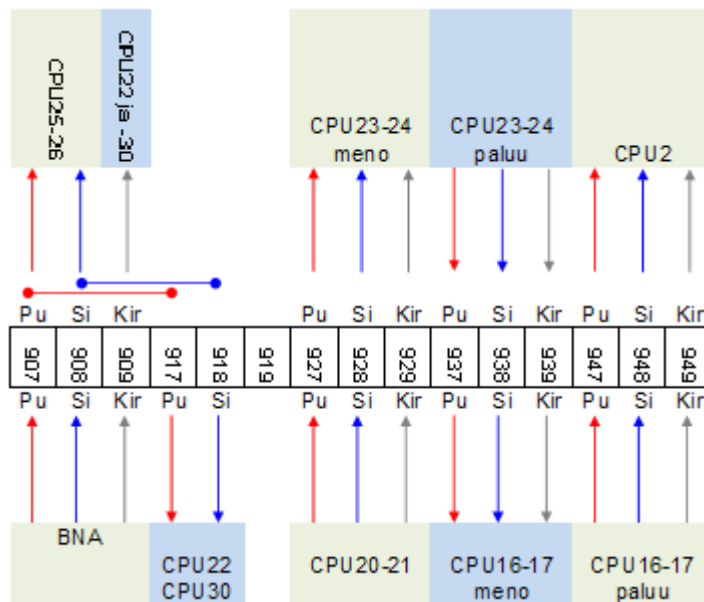 CPU25-26
CPU22 ja -30
CPU23-24
meno
CPU23-24
paluu
CPU2
Pu Si Kir Pu Si Kir Pu Si Kir Pu Si Kir
907 908 909 917 918 919 927 928 929 937 938 939 947 948 949
Pu Si Kir Pu Si Pu Si Kir Pu Si Kir Pu Si Kir
BNA
CPU22
CPU30
CPU20-21
CPU16-17
meno
CPU16-17
paluu